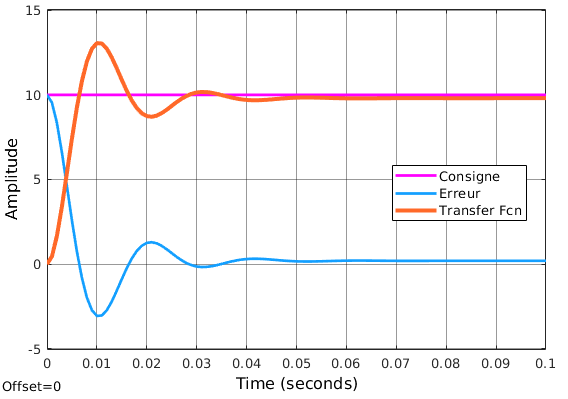 15
10
5
0
-5
Amplitude
Consigne
Erreur
Transfer Fcn
0 0.01 0.02 0.03 0.04 0.05 0.06 0.07 0.08 0.09 0.1
Time (seconds)
Offset=0